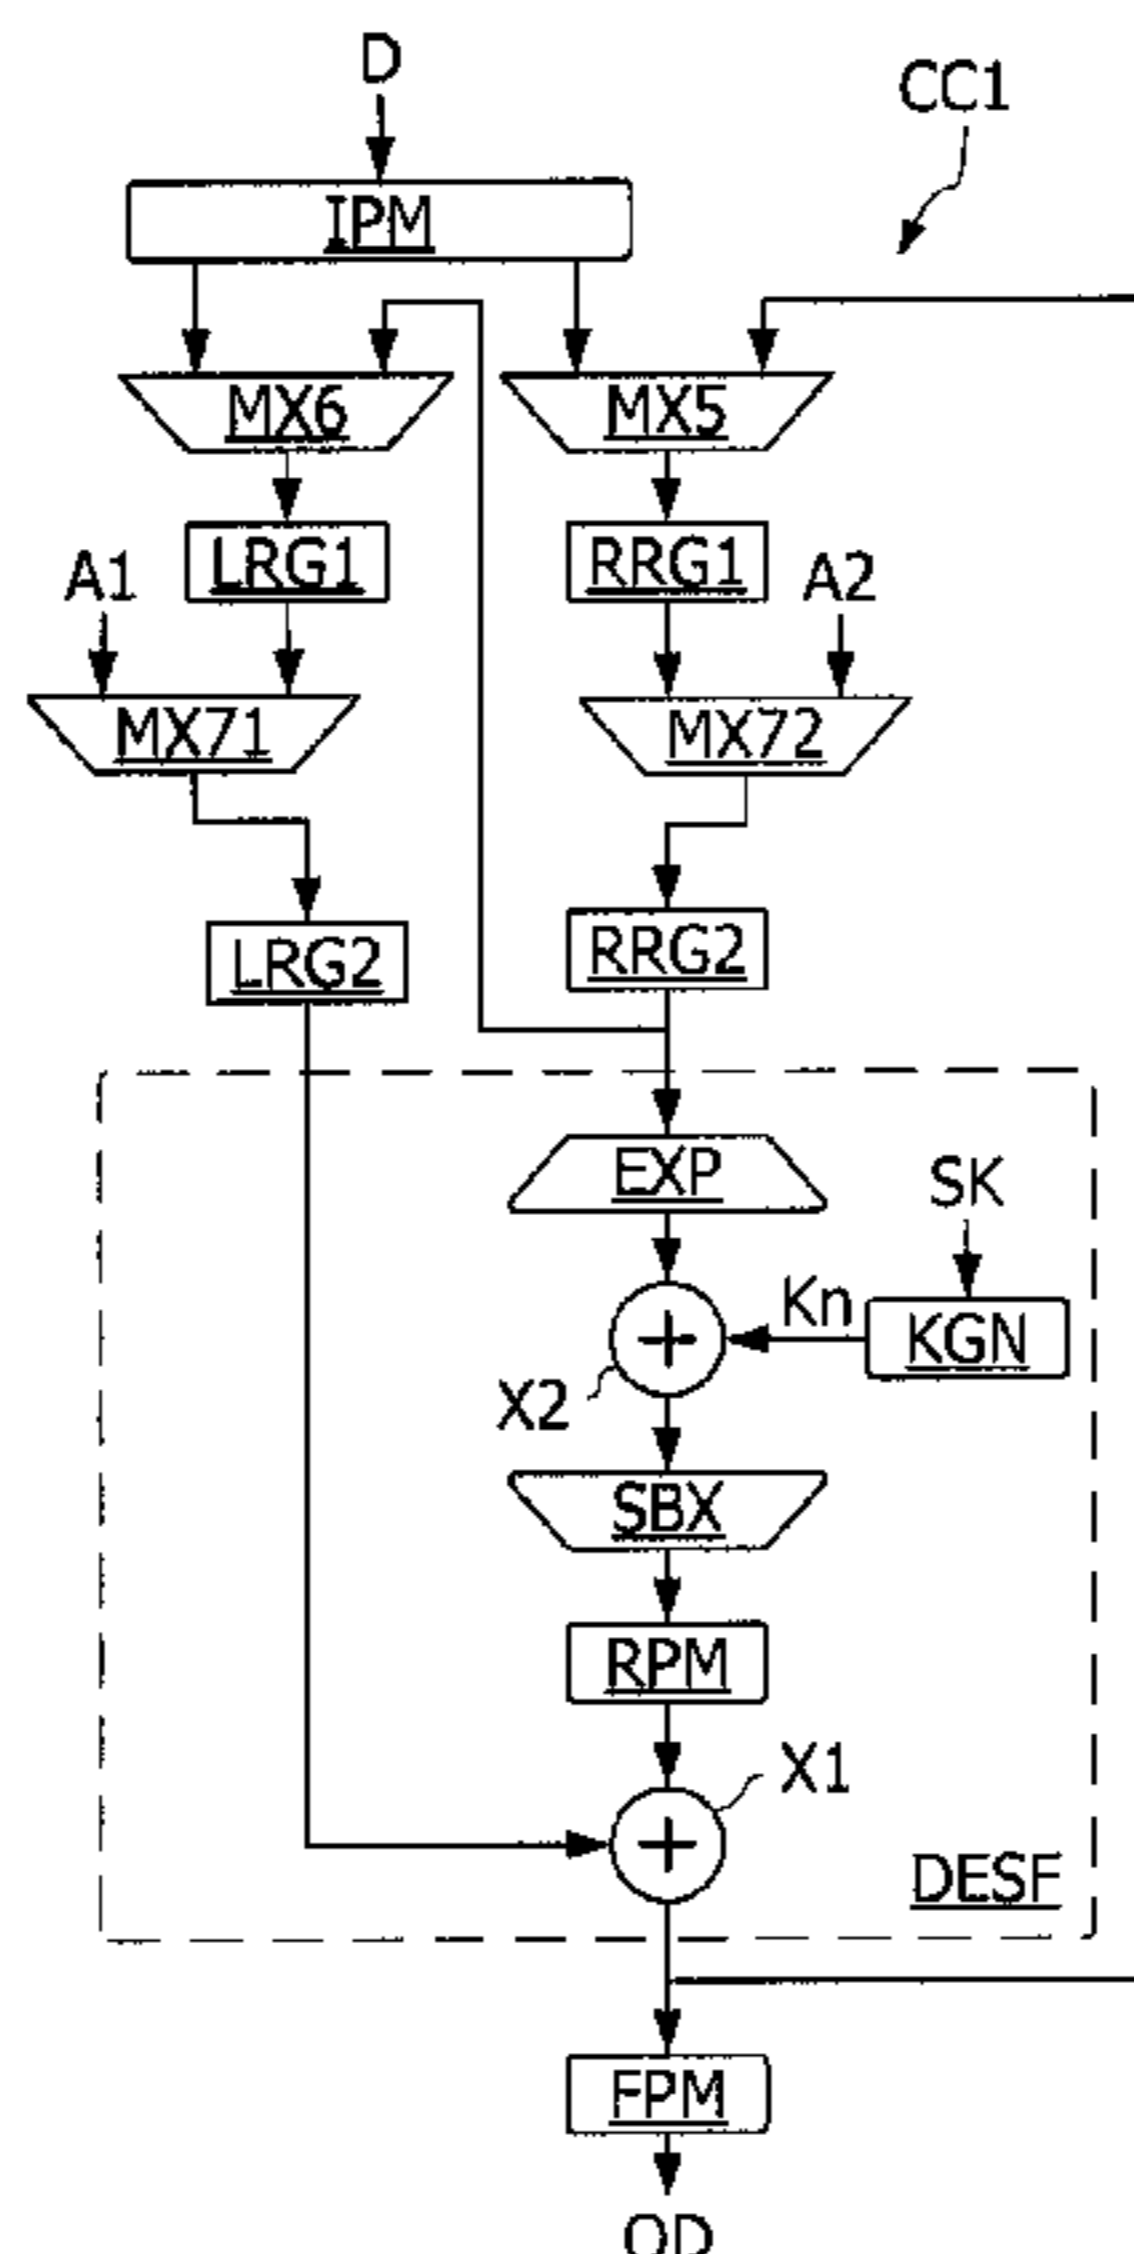 D
CC1
IPM
MX6 MX5
LRG1 RRG1
A1 A2
MX71 MX72
LRG2 RRG2
EXP
SK
Kn
+ KGN
X2
SBX
RPM
X1
+
DESF
FPM
OD